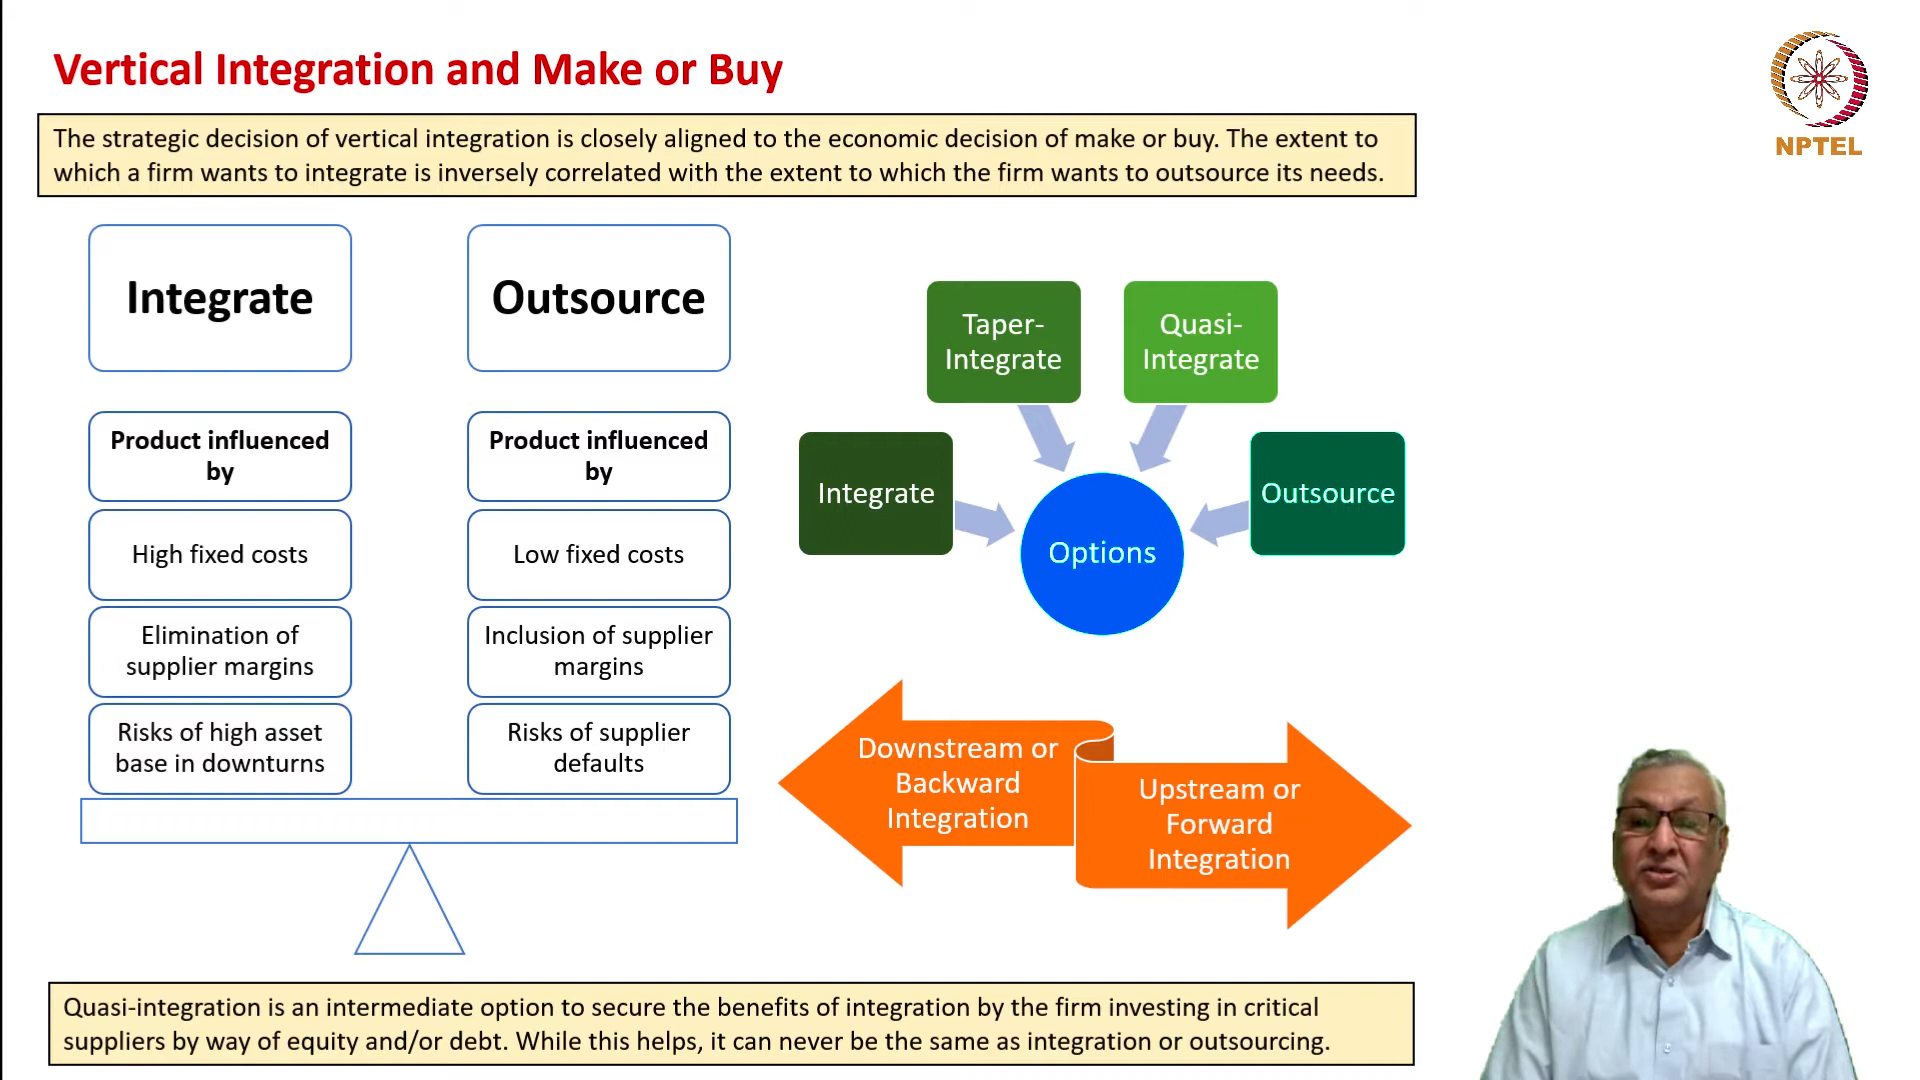 Vertical Integration and Make or Buy
NPTEL
The strategic decision of vertical integration is closely aligned to the economic decision of make or buy. The extent to
which a firm wants to integrate is inversely correlated with the extent to which the firm wants to outsource its needs.
Integrate
Product influenced
by
High fixed costs
Elimination of
supplier margins
Risks of high asset
base in downturns
Outsource
Product influenced
by
Low fixed costs
Inclusion of supplier
margins
Risks of supplier
defaults
Integrate
Taper-
Integrate
Quasi-
Integrate
Outsource
Options
Downstream or
Backward
Integration
Upstream or
Forward
Integration
Quasi-integration is an intermediate option to secure the benefits of integration by the firm investing in critical
suppliers by way of equity and/or debt. While this helps, it can never be the same as integration or outsourcing.